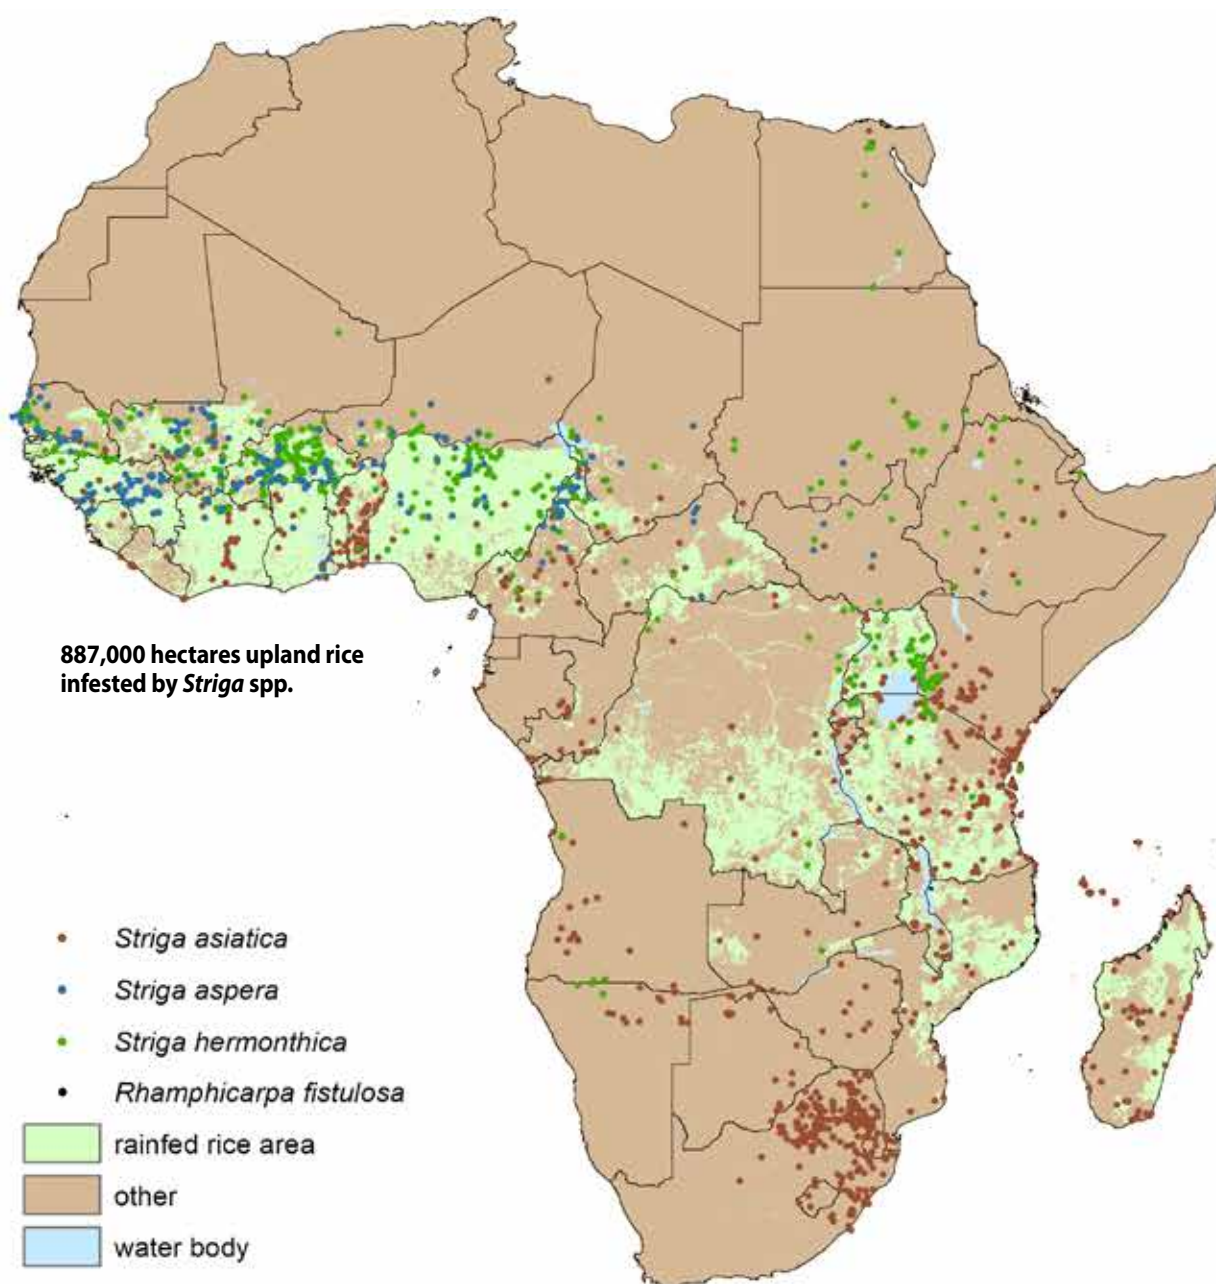 887,000 hectares upland rice
infested by Striga spp.
Striga asiatica
Striga aspera
Striga hermonthica
Rhamphicarpa fistulosa
rainfed rice area
other
water body